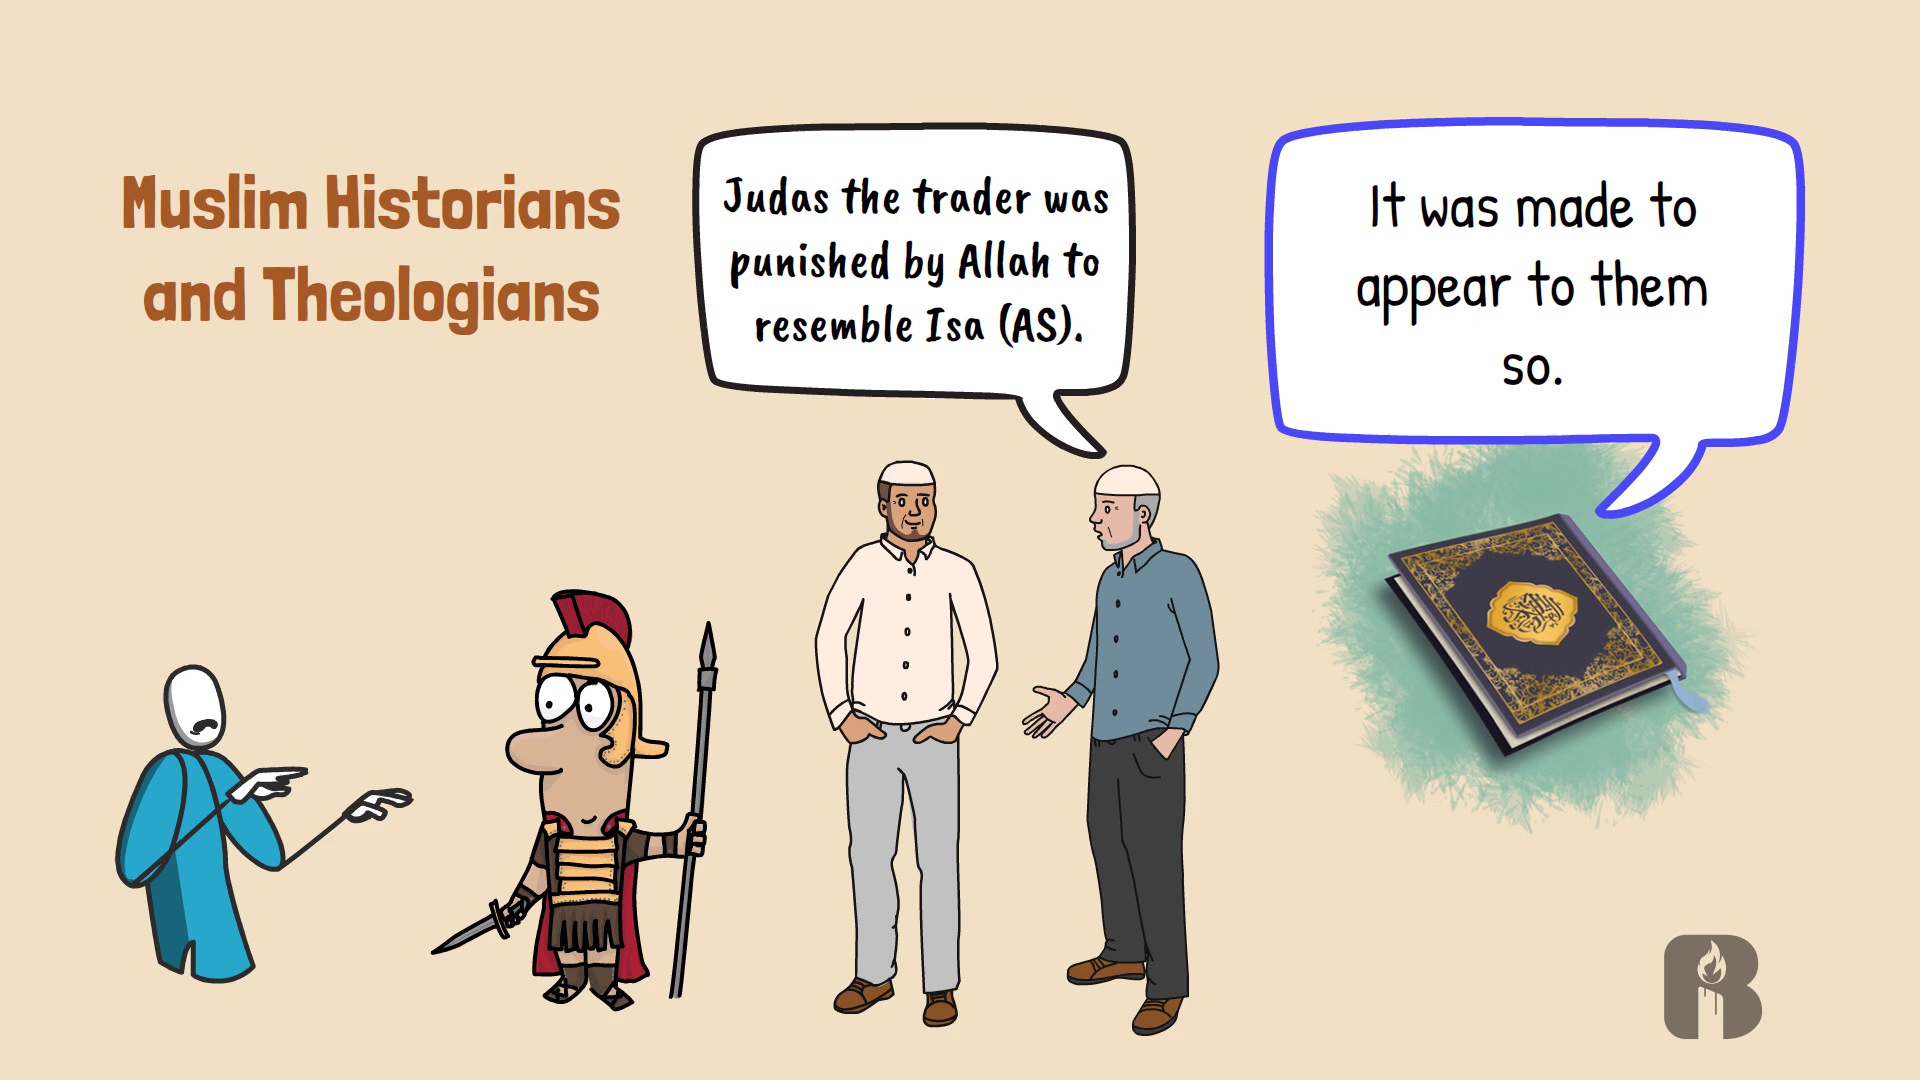 Muslim Historians
and Theologians
Judas the trader was
punished by Allah to
resemble Isa (AS).
It was made to
appear to them
so.
B